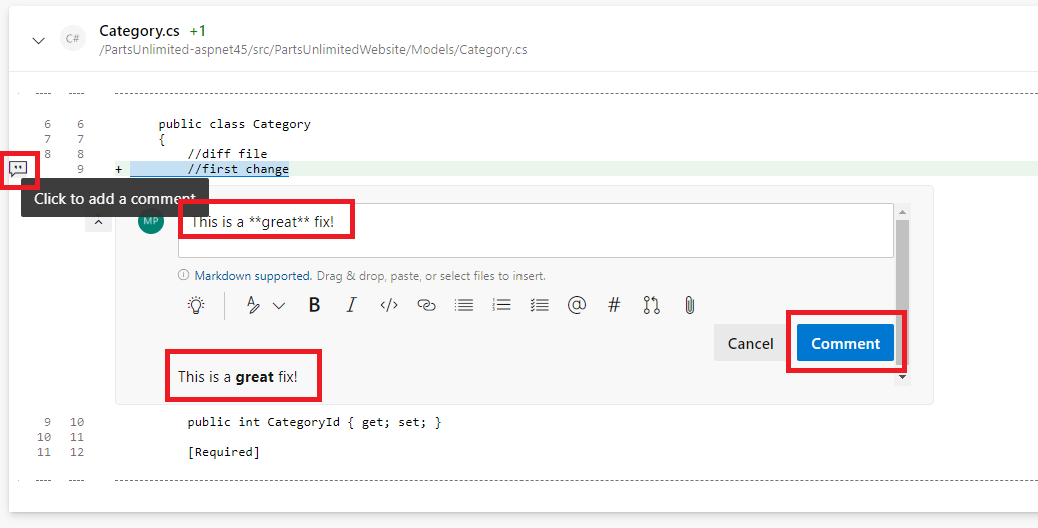 C# Category.cs +1
/PartsUnlimited-aspnet45/src/PartsUnlimitedWebsite/Models/Category.cs
6 6 public class Category
7 7 {
8 8 //diff file
9 + //first change
Click to add a comment
MP This is a **great** fix!
Markdown supported. Drag & drop, paste, or select files to insert.
B I </> @ #
Cancel Comment
This is a great fix!
9 10 public int CategoryId { get; set; }
10 11
11 12 [Required]